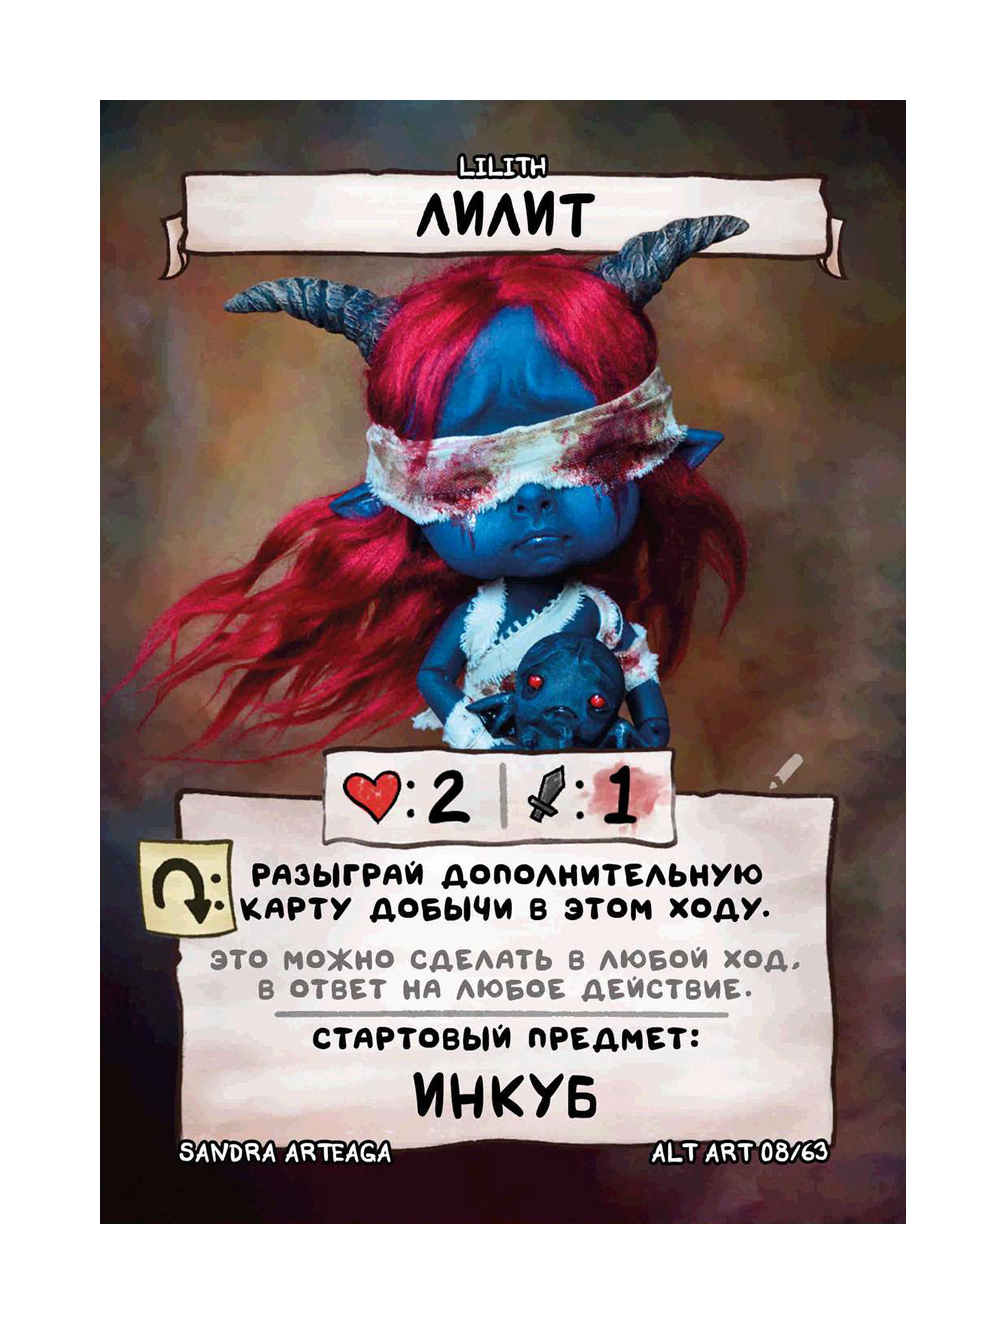 LILITH
ЛИЛИТ
:2 :1
: РАЗЫГРАЙ ДОПОЛНИТЕЛЬНУЮ
КАРТУ ДОБЫЧИ В ЭТОМ ХОДУ.
ЭТО МОЖНО СДЕЛАТЬ В ЛЮБОЙ ХОД,
В ОТВЕТ НА ЛЮБОЕ ДЕЙСТВИЕ.
СТАРТОВЫЙ ПРЕДМЕТ:
ИНКУБ
SANDRA ARTEAGA ALT ART 08/63